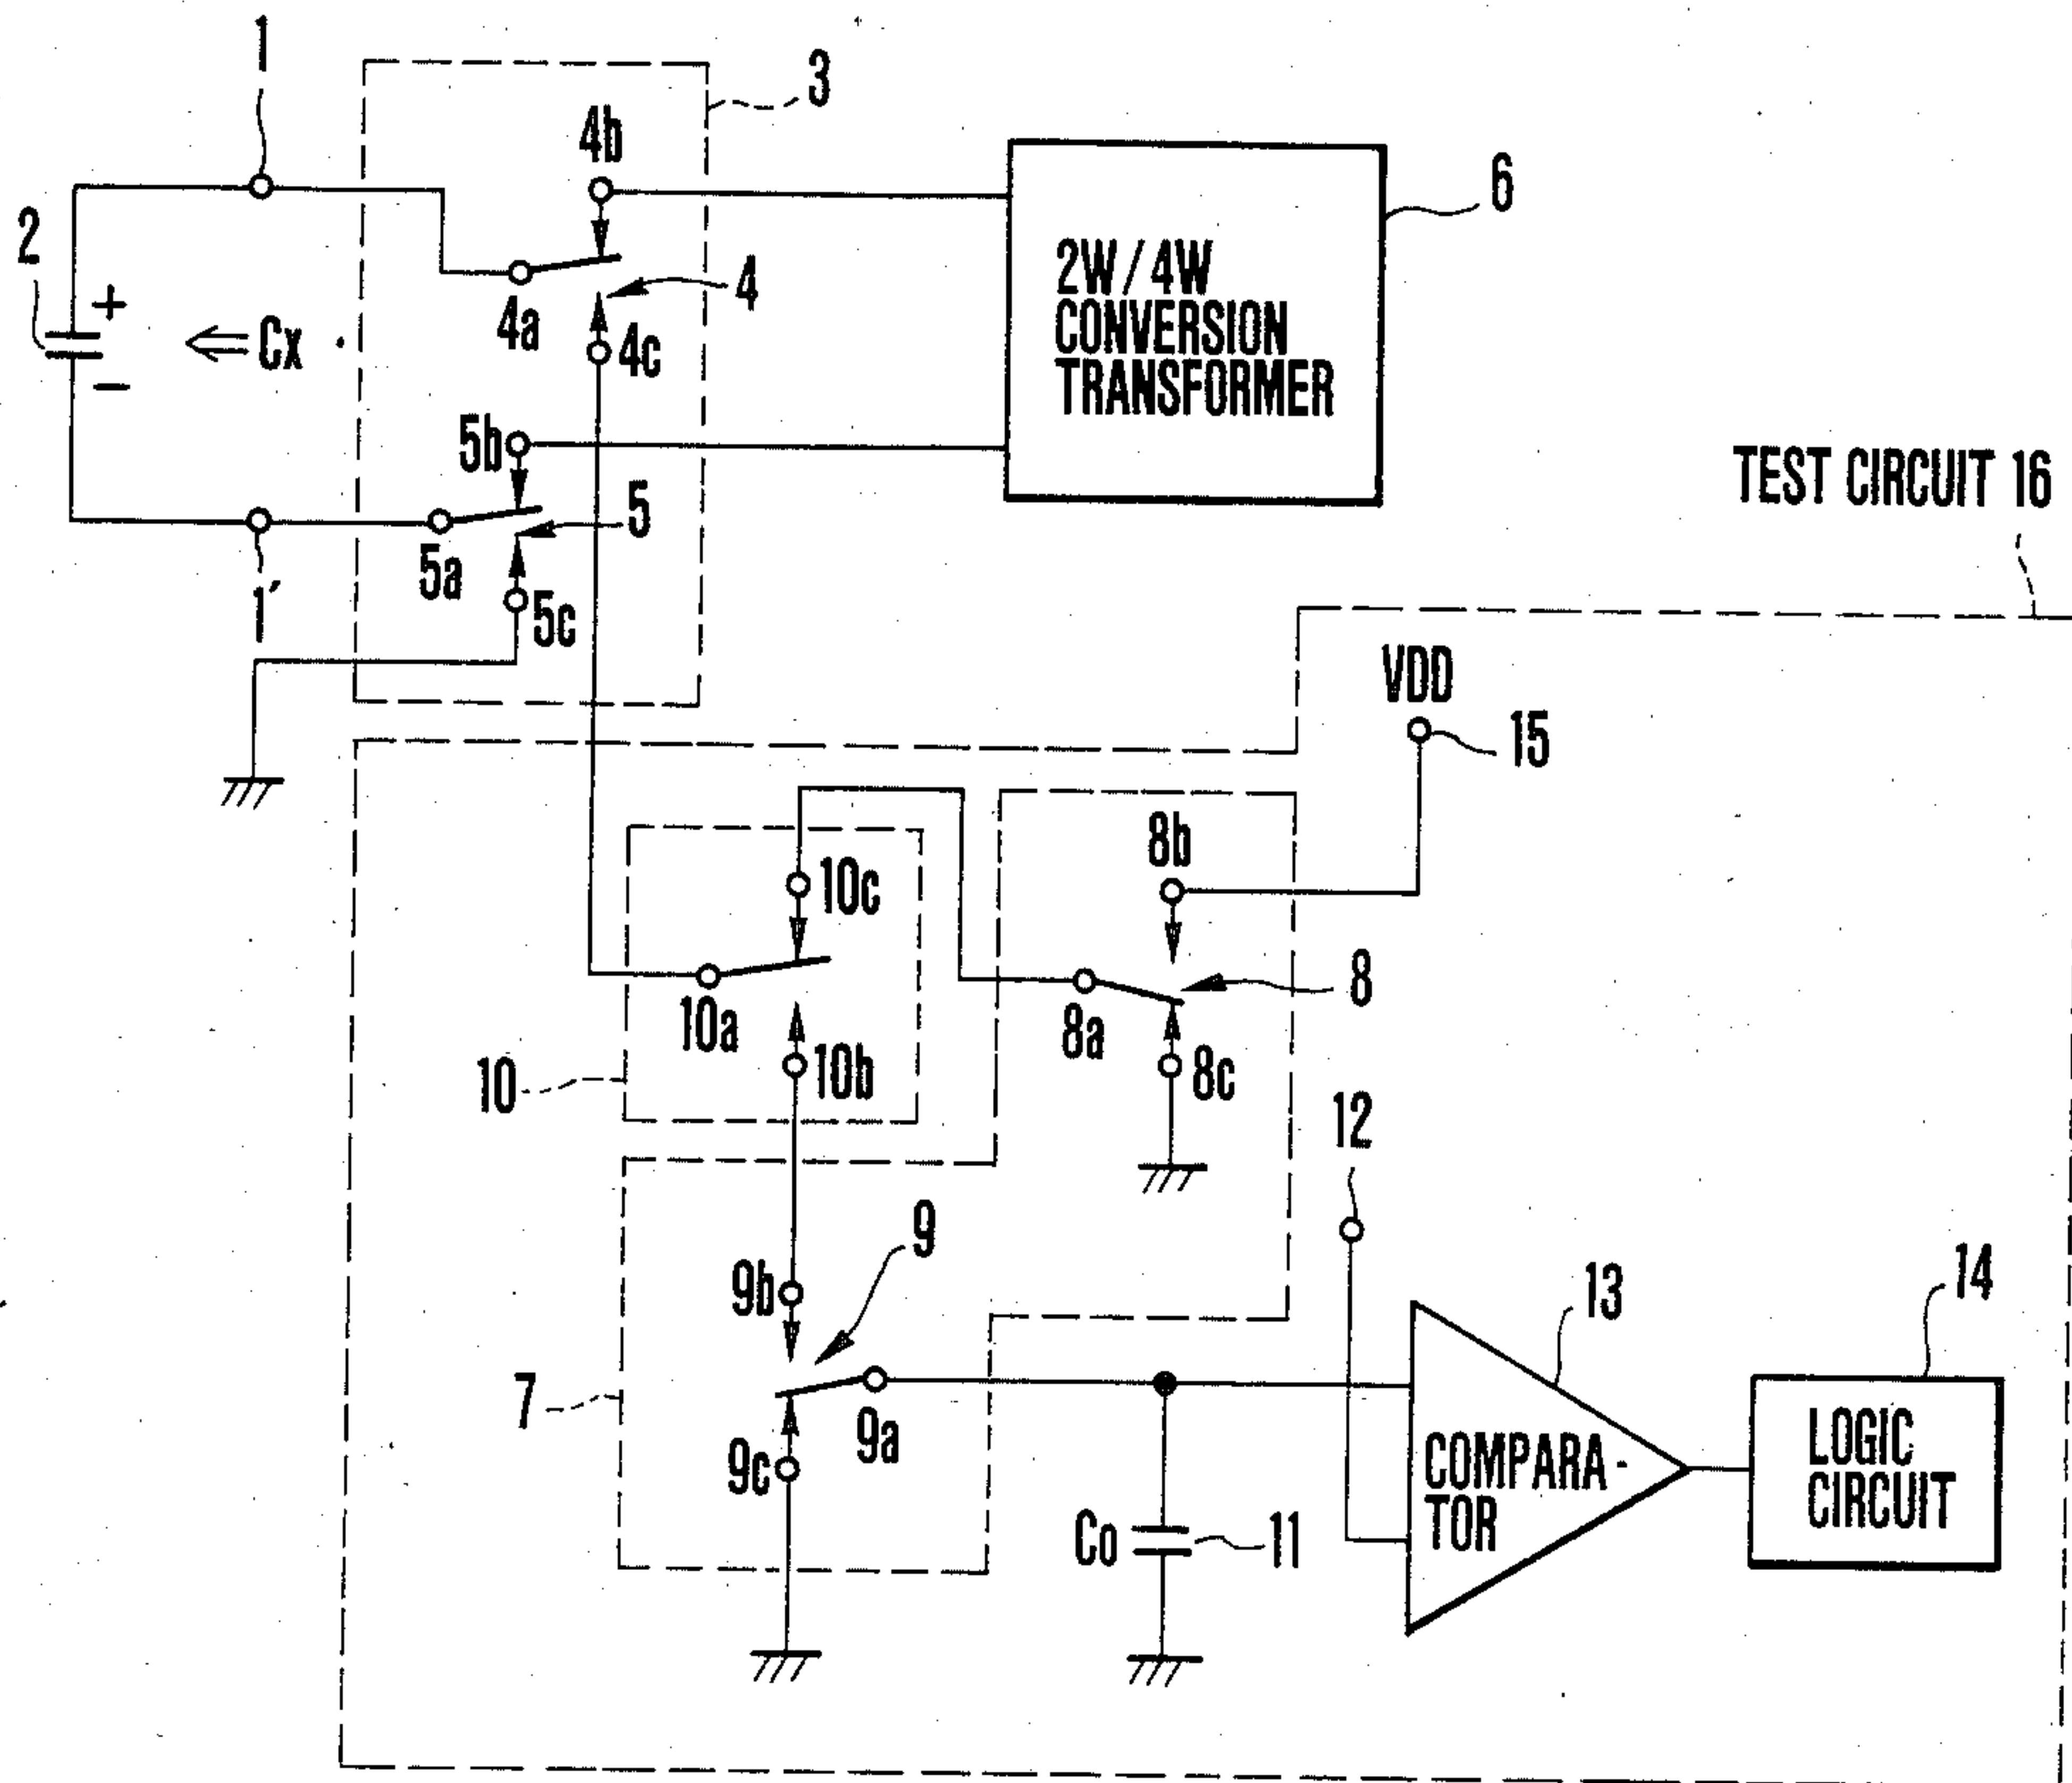 1
3
4b
6
2
+
2W/4W
CONVERSION
TRANSFORMER
4
4a
Cx
4c
−
5b
TEST CIRCUIT 16
5
5a
1'
5c
VDD
15
8b
10c
8
10a
8a
10b
8c
10
12
9
9b
14
13
7
9a
LOGIC
CIRCUIT
COMPARA-
TOR
9c
Co
11